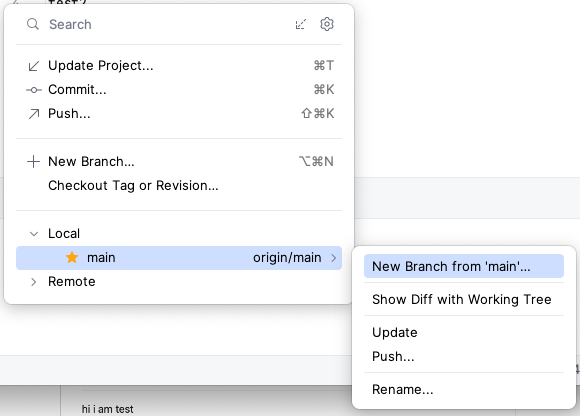 test2
Search
Update Project... ⌘T
Commit... ⌘K
Push... ⇧⌘K
New Branch... ⌥⌘N
Checkout Tag or Revision...
Local
main origin/main
Remote
New Branch from 'main'...
Show Diff with Working Tree
Update
Push...
Rename...
hi i am test